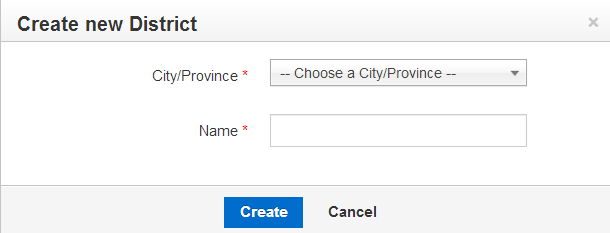 Create new District
×
City/Province *
-- Choose a City/Province --
Name *
Create Cancel